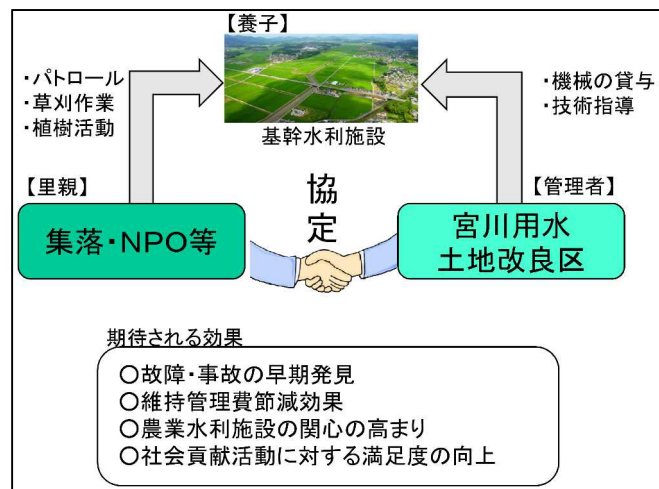 【養子】
・パトロール
・草刈作業
・植樹活動
・機械の貸与
・技術指導
基幹水利施設
【里親】
協定
【管理者】
集落・NPO等
宮川用水
土地改良区
期待される効果
〇故障・事故の早期発見
〇維持管理費節減効果
〇農業水利施設の関心の高まり
〇社会貢献活動に対する満足度の向上